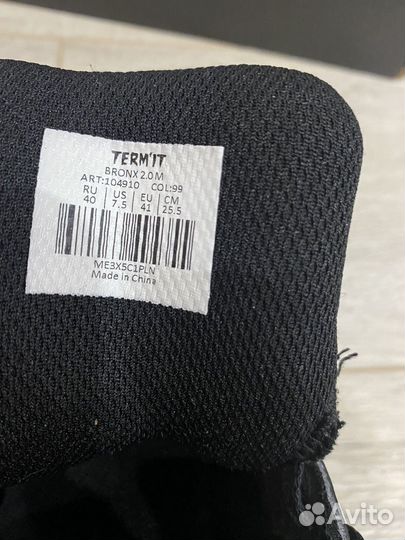 TERM'IT
BRONX 2.0 M
ART:104910 COL:99
RU US EU CM
40 7.5 41 25.5
ME3X5C1PLN
Made in China
Avito